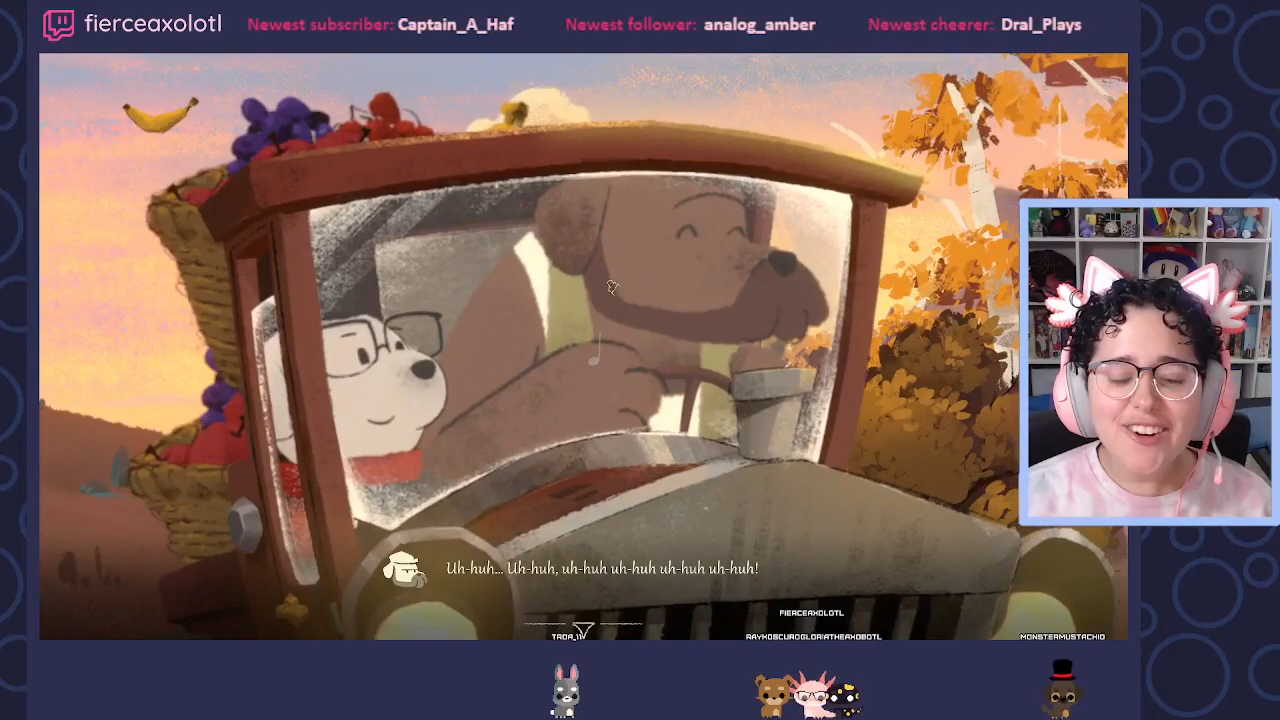 fierceaxolotl
Newest subscriber: Captain_A_Haf
Newest follower: analog_amber
Newest cheerer: Dral_Plays
Uh-huh... Uh-huh, uh-huh uh-huh uh-huh uh-huh!
FIERCEAXOLOTL
MONSTERMUSTACHIO